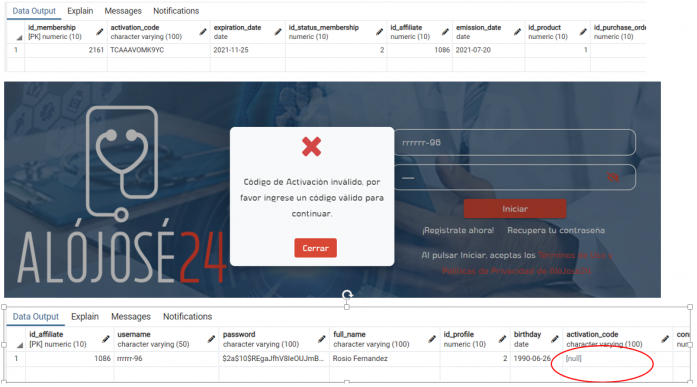 Data Output Explain Messages Notifications
id_membership activation_code expiration_date id_status_membership id_affiliate emission_date id_product id_purchase_orde
[PK] numeric (10) character varying (100) date numeric (10) numeric (10) date numeric (10) numeric (10)
1 2161 TCAAAVOMK9YC 2021-11-25 2 1086 2021-07-20 1
rrrrrr-96
Código de Activación inválido, por
favor ingrese un código válido para
continuar.
Cerrar
Iniciar
¡Regístrate ahora! Recupera tu contraseña
Al pulsar Iniciar, aceptas los Términos de Uso y
Políticas de Privacidad de AlóJosé24
ALÓJOSÉ24
Data Output Explain Messages Notifications
id_affiliate username password full_name id_profile birthday activation_code con
[PK] numeric (10) character varying (50) character varying (100) character varying (100) numeric (10) date character varying (100) num
1 1086 rrrrrr-96 Rosio Fernandez 2 1990-06-26 [null]